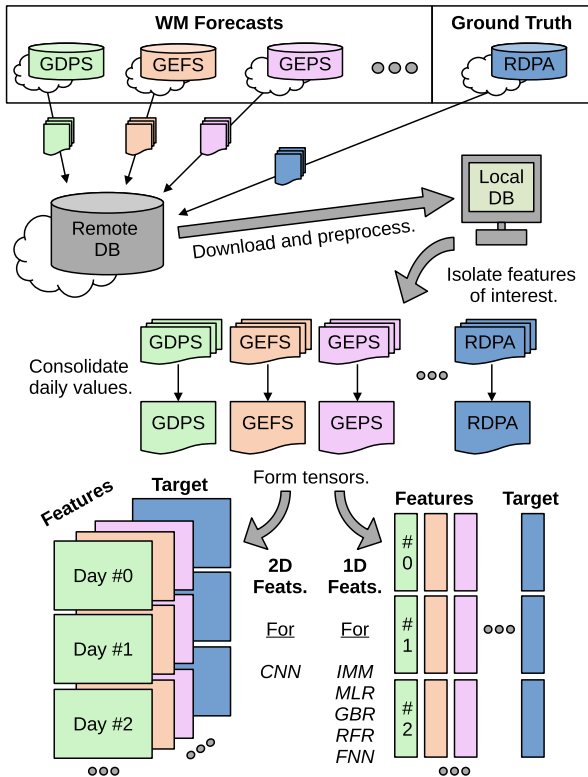 WM Forecasts
Ground Truth
GDPS
GEFS
GEPS
RDPA
Remote
DB
Local
DB
Download and preprocess.
Isolate features
of interest.
GDPS
GEFS
GEPS
RDPA
Consolidate
daily values.
GDPS
GEFS
GEPS
RDPA
Form tensors.
Features
Target
Day #0
Day #1
Day #2
2D
Feats.
For
CNN
1D
Feats.
For
IMM
MLR
GBR
RFR
FNN
Features
Target
#
0
#
1
#
2